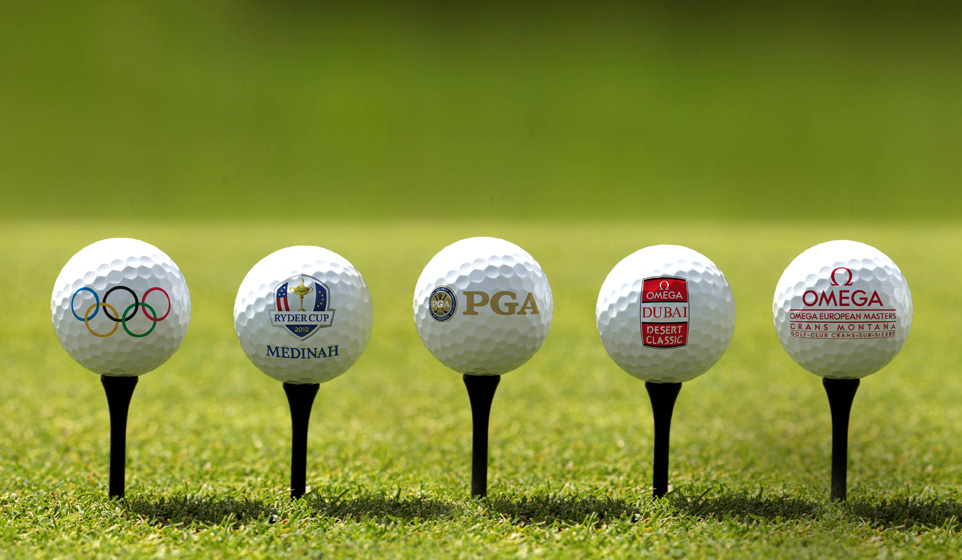 RYDER CUP
2012
MEDINAH
PGA
PGA
OMEGA
DUBAI
DESERT
CLASSIC
OMEGA
OMEGA EUROPEAN MASTERS
CRANS MONTANA
GOLF-CLUB CRANS-SUR-SIERRE